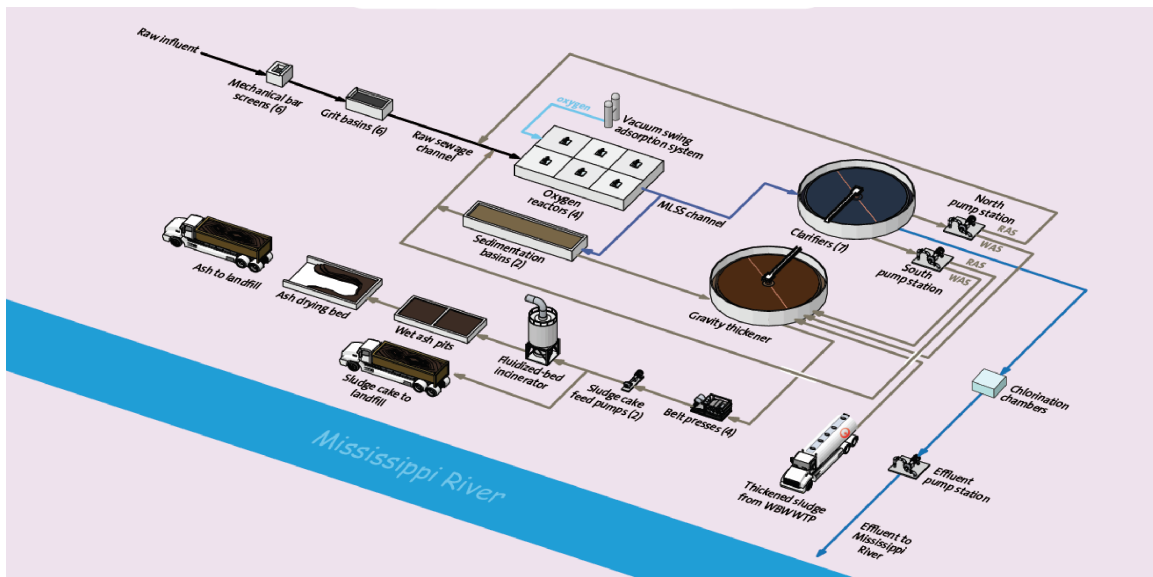 Raw influent
Mechanical bar
screens (6)
Grit basins (6)
Raw sewage
channel
oxygen
Vacuum swing
adsorption system
Oxygen
reactors (4)
MLSS channel
Clarifiers (7)
North
pump station
RAS
WAS
RAS
WAS
South
pump station
Sedimentation
basins (2)
Gravity thickener
Ash to landfill
Ash drying bed
Wet ash pits
Fluidized-bed
incinerator
Sludge cake to
landfill
Sludge cake
feed pumps (2)
Belt presses (4)
Chlorination
chambers
Thickened sludge
from WBWWTP
Effluent
pump station
Effluent to
Mississippi
River
Mississippi River